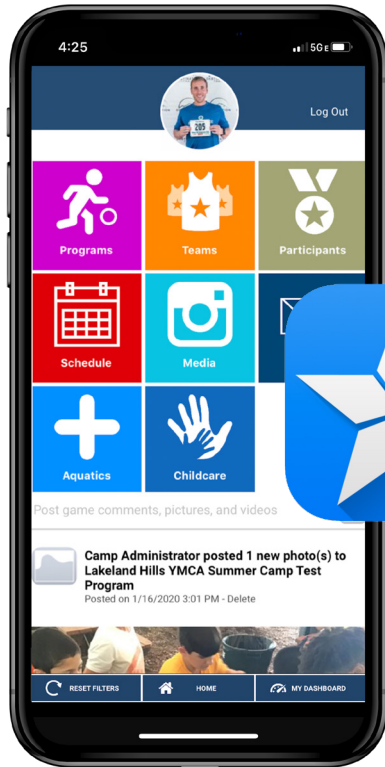 4:25
5G E
Log Out
Programs
Teams
Participants
Schedule
Media
Aquatics
Childcare
Post game comments, pictures, and videos
Camp Administrator posted 1 new photo(s) to
Lakeland Hills YMCA Summer Camp Test
Program
Posted on 1/16/2020 3:01 PM - Delete
RESET FILTERS
HOME
MY DASHBOARD